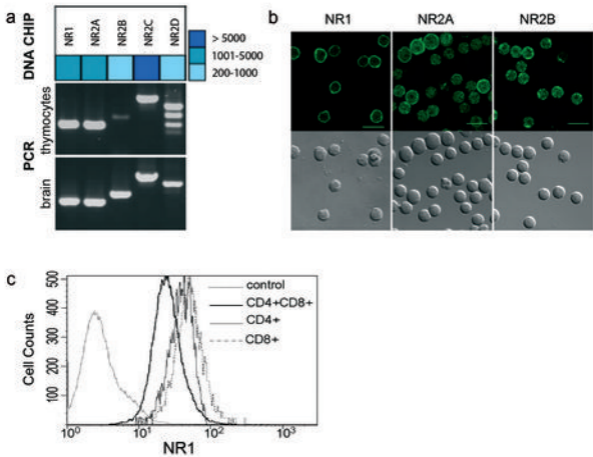 a
DNA CHIP
NR1
NR2A
NR2B
NR2C
NR2D
> 5000
1001-5000
200-1000
PCR
thymocytes
brain
b
NR1
NR2A
NR2B
c
Cell Counts
500
400
300
200
100
control
CD4+CD8+
CD4+
CD8+
10⁰
10¹
10²
10³
NR1